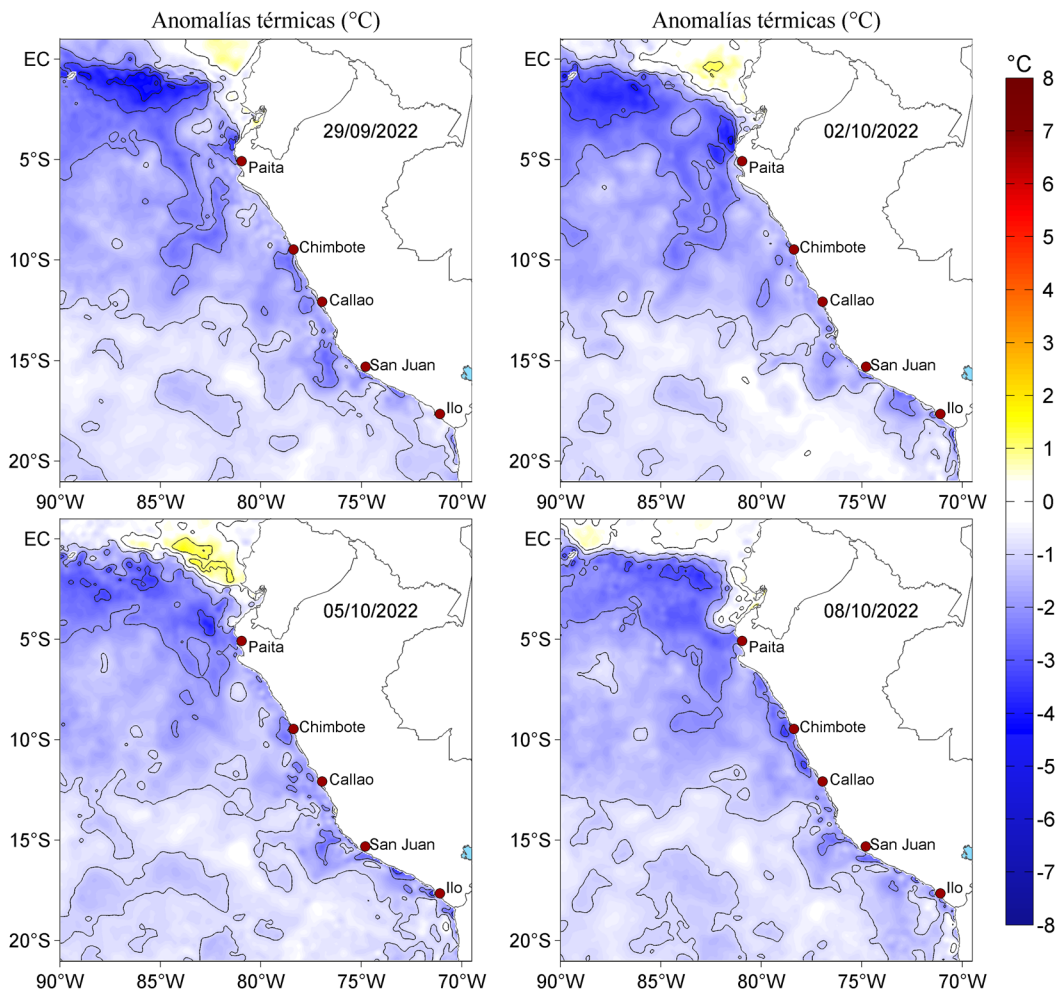 Anomalías térmicas (°C)
Anomalías térmicas (°C)
EC
5°S
10°S
15°S
20°S
29/09/2022
Paita
Chimbote
Callao
San Juan
Ilo
90°W
85°W
80°W
75°W
70°W
02/10/2022
EC
5°S
10°S
15°S
20°S
Paita
Chimbote
Callao
San Juan
Ilo
90°W
85°W
80°W
75°W
70°W
°C
8
7
6
5
4
3
2
1
0
-1
-2
-3
-4
-5
-6
-7
-8
EC
5°S
10°S
15°S
20°S
05/10/2022
Paita
Chimbote
Callao
San Juan
Ilo
90°W
85°W
80°W
75°W
70°W
EC
5°S
10°S
15°S
20°S
08/10/2022
Paita
Chimbote
Callao
San Juan
Ilo
90°W
85°W
80°W
75°W
70°W